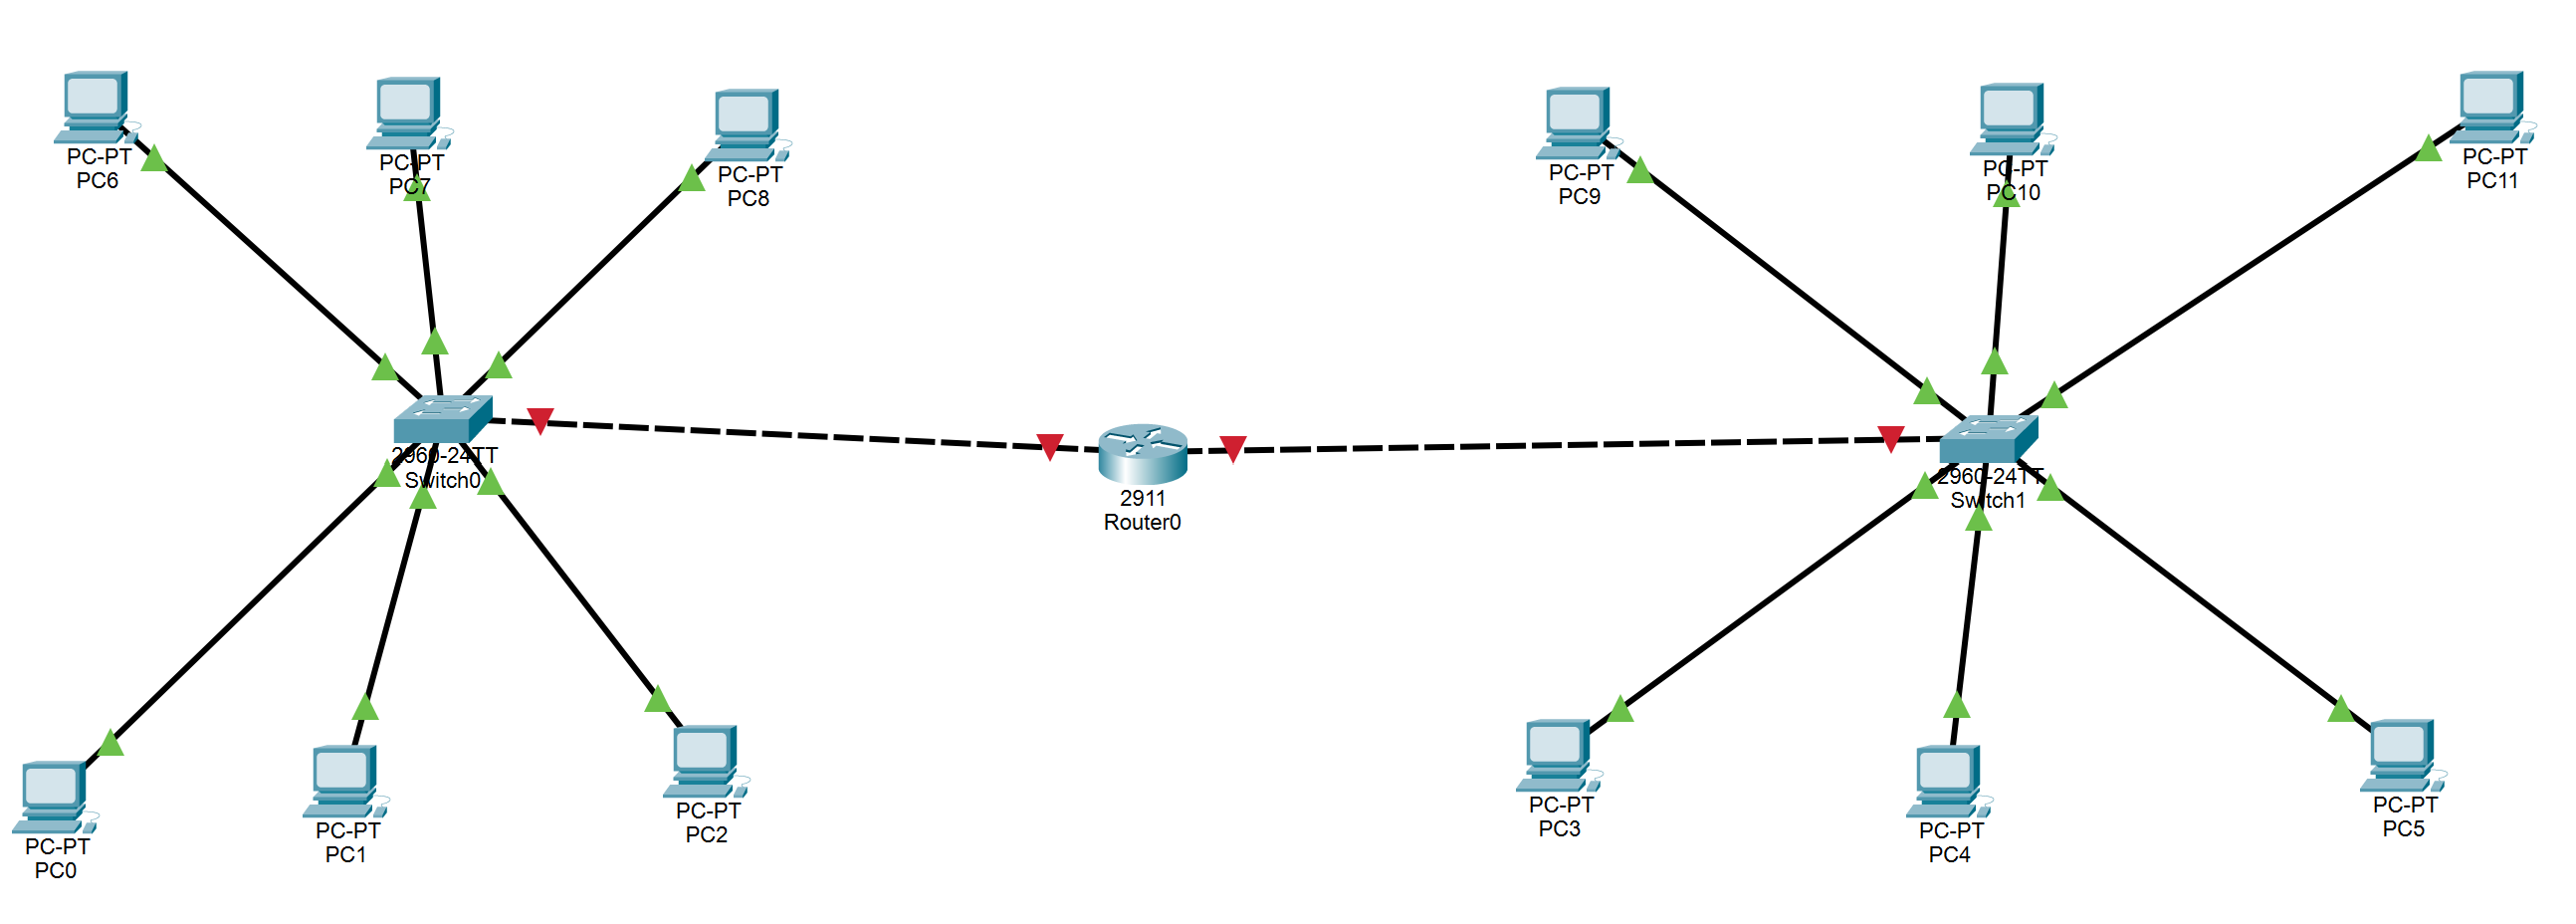 PC-PT
PC6
PC-PT
PC7
PC-PT
PC8
PC-PT
PC9
PC-PT
PC10
PC-PT
PC11
2960-24TT
Switch0
2911
Router0
2960-24TT
Switch1
PC-PT
PC0
PC-PT
PC1
PC-PT
PC2
PC-PT
PC3
PC-PT
PC4
PC-PT
PC5